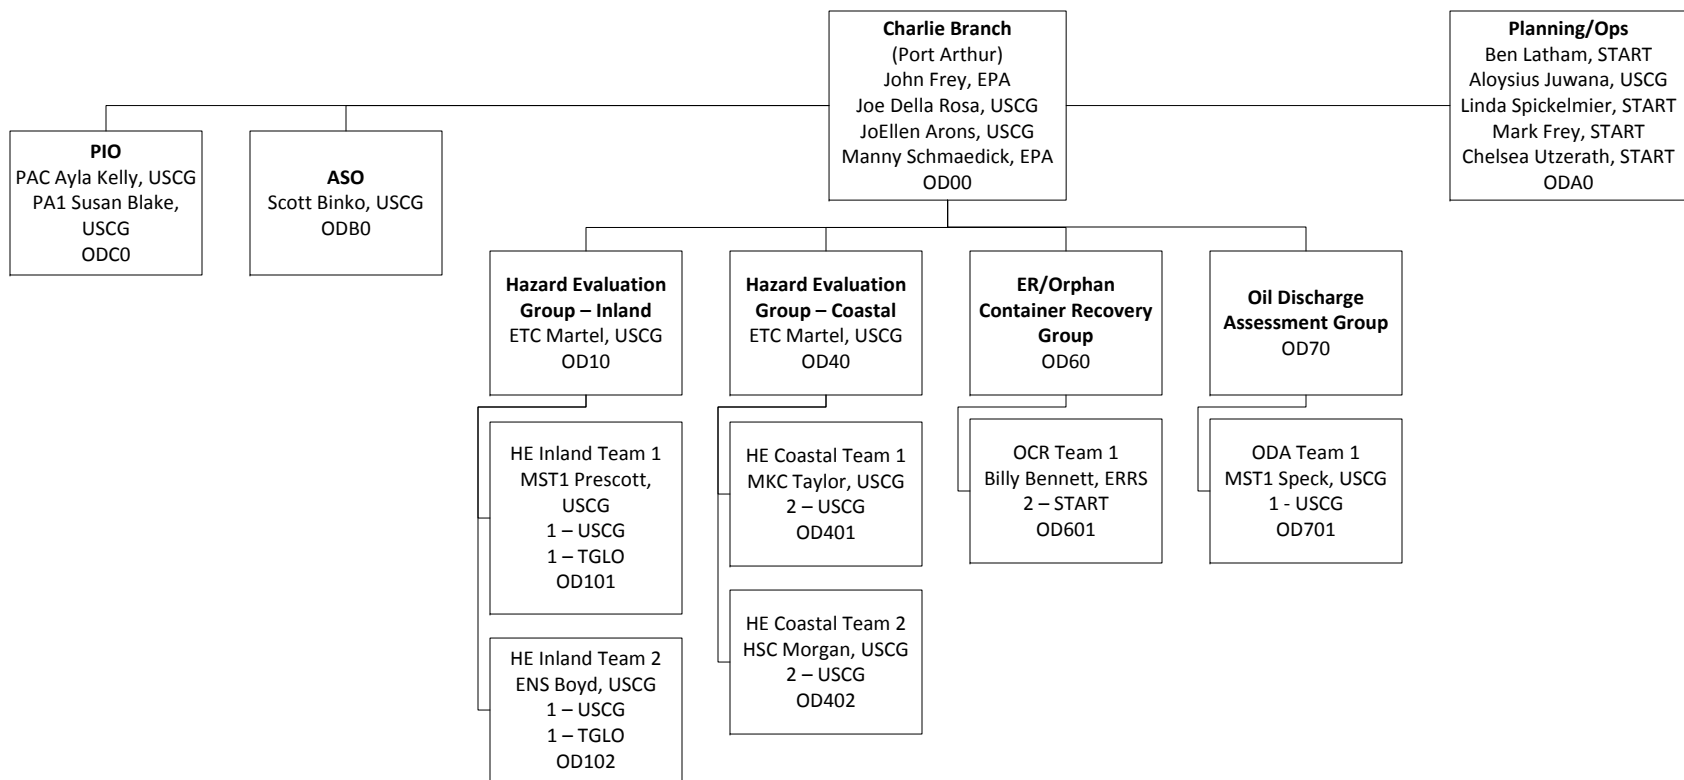 Charlie Branch
(Port Arthur)
John Frey, EPA
Joe Della Rosa, USCG
JoEllen Arons, USCG
Manny Schmaedick, EPA
OD00
Planning/Ops
Ben Latham, START
Aloysius Juwana, USCG
Linda Spickelmier, START
Mark Frey, START
Chelsea Utzerath, START
ODA0
PIO
PAC Ayla Kelly, USCG
PA1 Susan Blake,
USCG
ODC0
ASO
Scott Binko, USCG
ODB0
Hazard Evaluation
Group – Inland
ETC Martel, USCG
OD10
Hazard Evaluation
Group – Coastal
ETC Martel, USCG
OD40
ER/Orphan
Container Recovery
Group
OD60
Oil Discharge
Assessment Group
OD70
HE Inland Team 1
MST1 Prescott,
USCG
1 – USCG
1 – TGLO
OD101
HE Coastal Team 1
MKC Taylor, USCG
2 – USCG
OD401
OCR Team 1
Billy Bennett, ERRS
2 – START
OD601
ODA Team 1
MST1 Speck, USCG
1 - USCG
OD701
HE Inland Team 2
ENS Boyd, USCG
1 – USCG
1 – TGLO
OD102
HE Coastal Team 2
HSC Morgan, USCG
2 – USCG
OD402